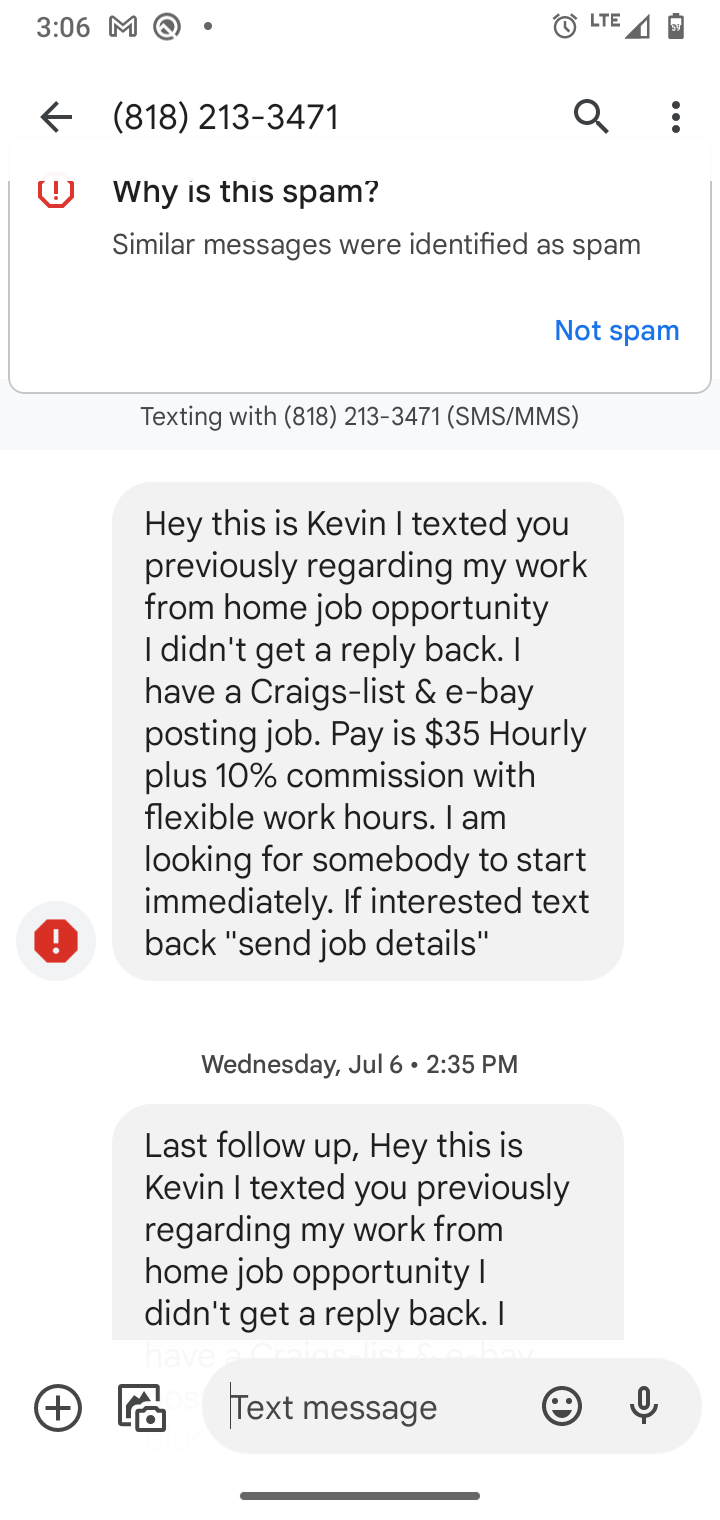 3:06
LTE
(818) 213-3471
Why is this spam?
Similar messages were identified as spam
Not spam
Texting with (818) 213-3471 (SMS/MMS)
Hey this is Kevin I texted you
previously regarding my work
from home job opportunity
I didn't get a reply back. I
have a Craigs-list & e-bay
posting job. Pay is $35 Hourly
plus 10% commission with
flexible work hours. I am
looking for somebody to start
immediately. If interested text
back "send job details"
Wednesday, Jul 6 • 2:35 PM
Last follow up, Hey this is
Kevin I texted you previously
regarding my work from
home job opportunity I
didn't get a reply back. I
have a Craigs-list & e-bay
Text message